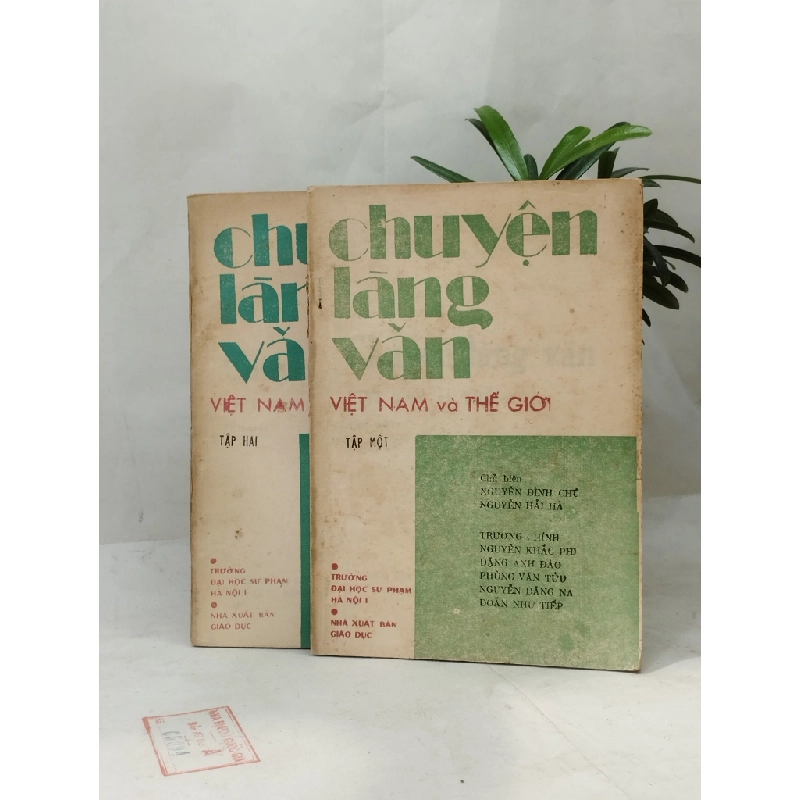 chuyện
làng
văn
VIỆT NAM và THẾ GIỚI
TẬP MỘT
Chủ biên
NGUYỄN ĐÌNH CHÚ
NGUYỄN HẢI HÀ
TRƯƠNG HÍNH
NGUYỄN KHẮC PHI
ĐẶNG ANH ĐÀO
PHÙNG VĂN TỬU
NGUYỄN ĐĂNG NA
ĐOÀN NHƯ TIẾP
TRƯỜNG
ĐẠI HỌC SƯ PHẠM
HÀ NỘI I
NHÀ XUẤT BẢN
GIÁO DỤC
chu
làn
vă
VIỆT NAM
TẬP HAI
TRƯỜNG
ĐẠI HỌC SƯ PHẠM
HÀ NỘI I
NHÀ XUẤT BẢN
GIÁO DỤC